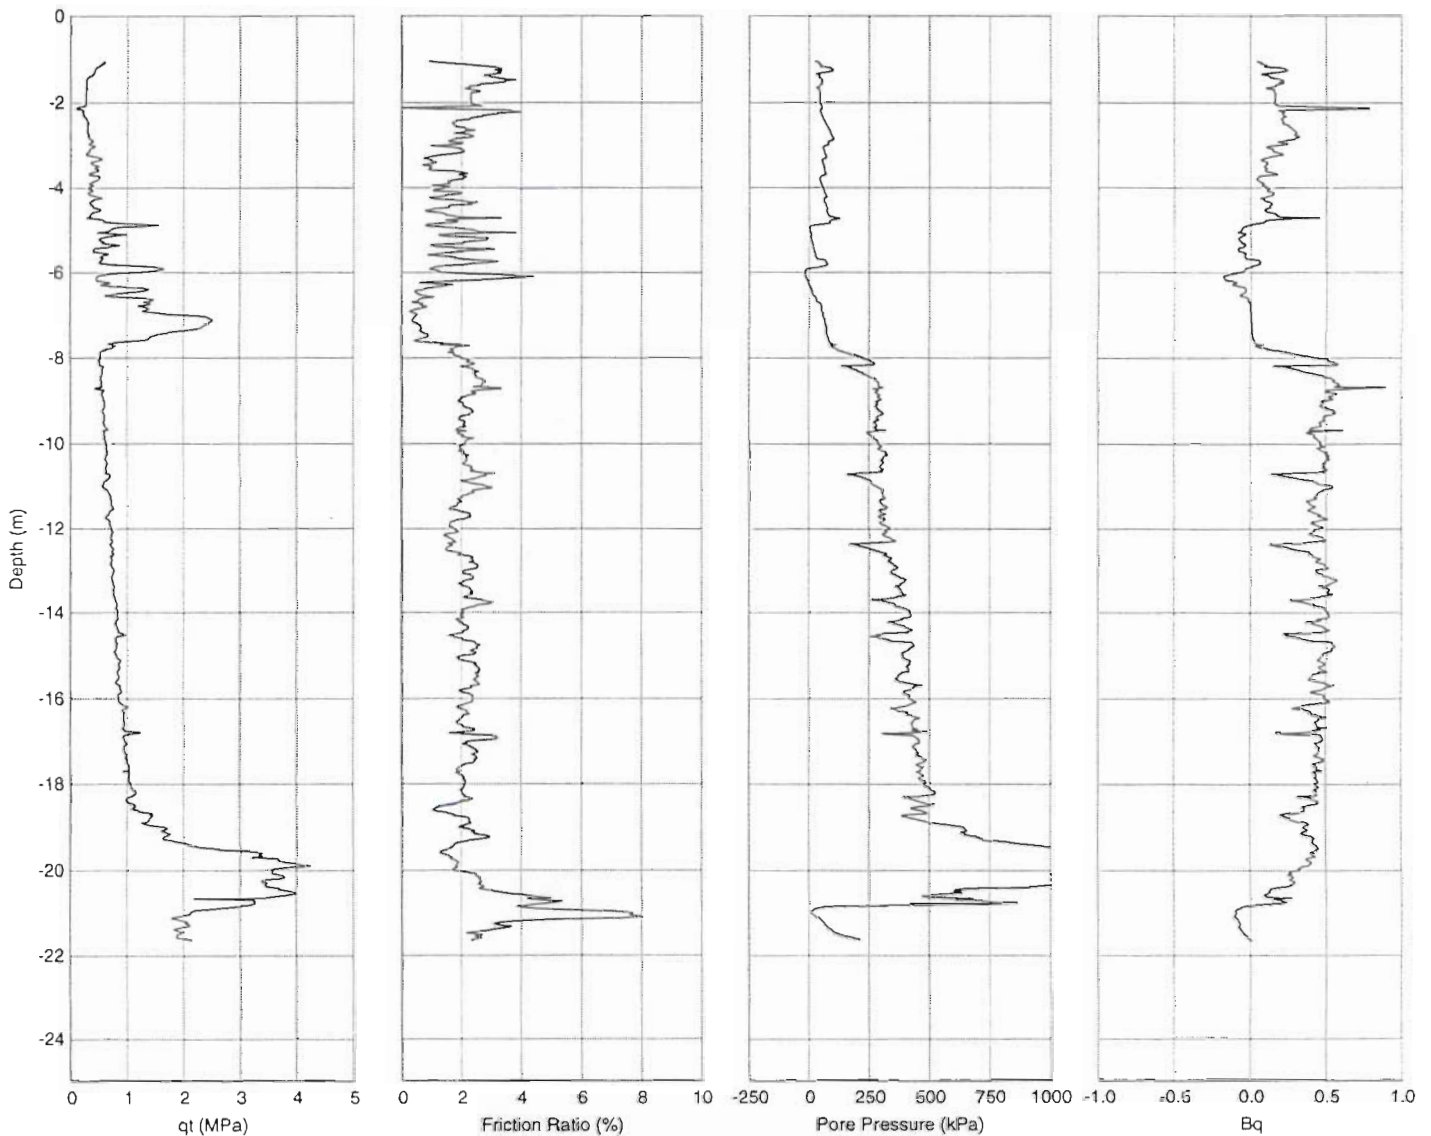 0
-2
-4
-6
-8
-10
-12
-14
-16
-18
-20
-22
-24
Depth (m)
0 1 2 3 4 5
qt (MPa)
0 2 4 6 8 10
Friction Ratio (%)
-250 0 250 500 750 1000
Pore Pressure (kPa)
-1.0 -0.5 0.0 0.5 1.0
Bq